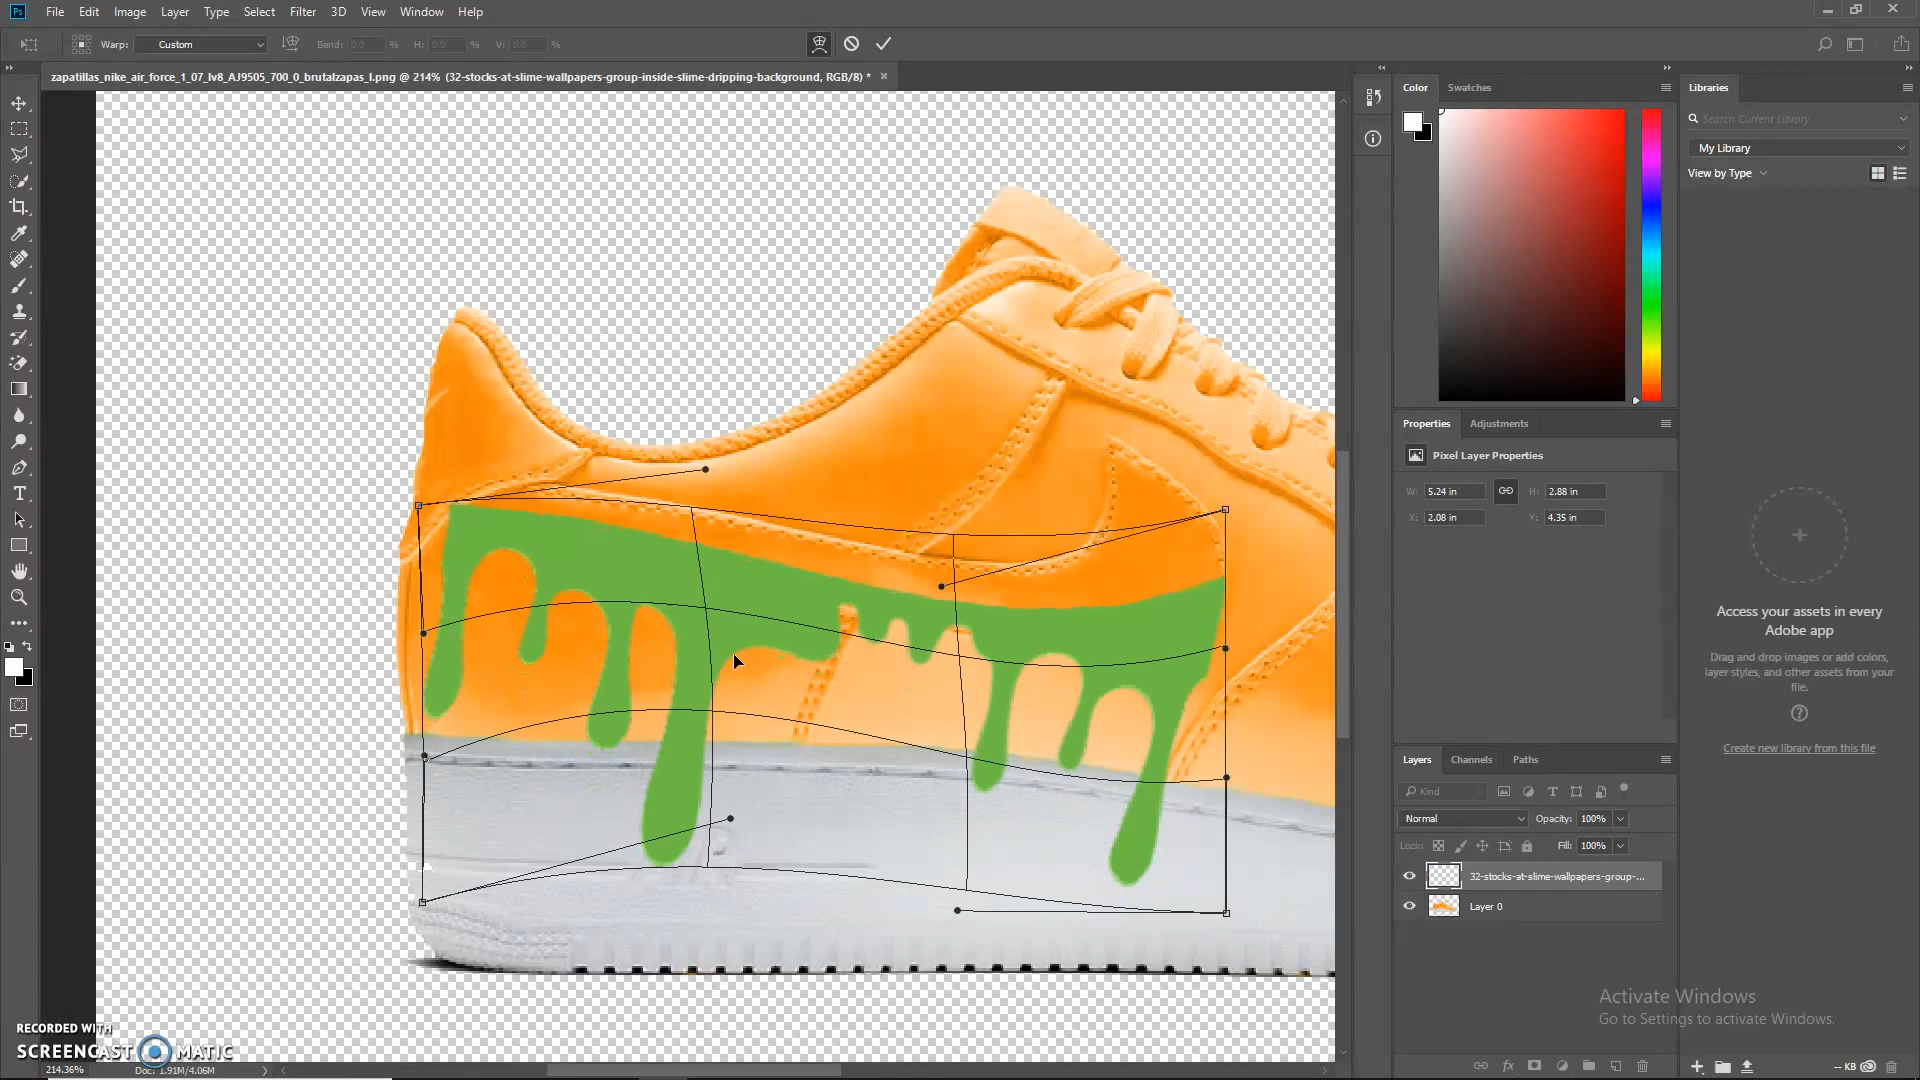 Ps File Edit Image Layer Type Select Filter 3D View Window Help
Warp: Custom Bend: 0.0 % H: 0.0 % V: 0.0 %
zapatillas_nike_air_force_1_07_lv8_AJ9505_700_0_brutalzapas_l.png @ 214% (32-stocks-at-slime-wallpapers-group-inside-slime-dripping-background, RGB/8) *
Color Swatches
Libraries
Search Current Library
My Library
View by Type
Properties Adjustments
Pixel Layer Properties
W: 5.24 in H: 2.88 in
X: 2.08 in Y: 4.35 in
Access your assets in every
Adobe app
Drag and drop images or add colors,
layer styles, and other assets from your
file.
Create new library from this file
Layers Channels Paths
Kind
Normal Opacity: 100%
Lock: Fill: 100%
32-stocks-at-slime-wallpapers-group-...
Layer 0
Activate Windows
Go to Settings to activate Windows.
-- KB
RECORDED WITH
SCREENCAST MATIC
214.36% Doc: 1.91M/4.06M